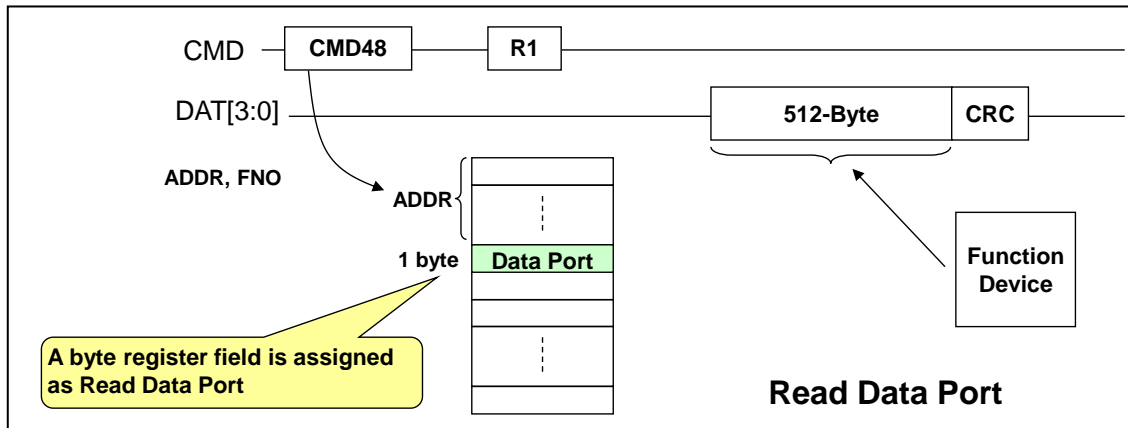 CMD
CMD48
R1
DAT[3:0]
512-Byte
CRC
ADDR, FNO
ADDR
1 byte
Data Port
Function
Device
A byte register field is assigned
as Read Data Port
Read Data Port